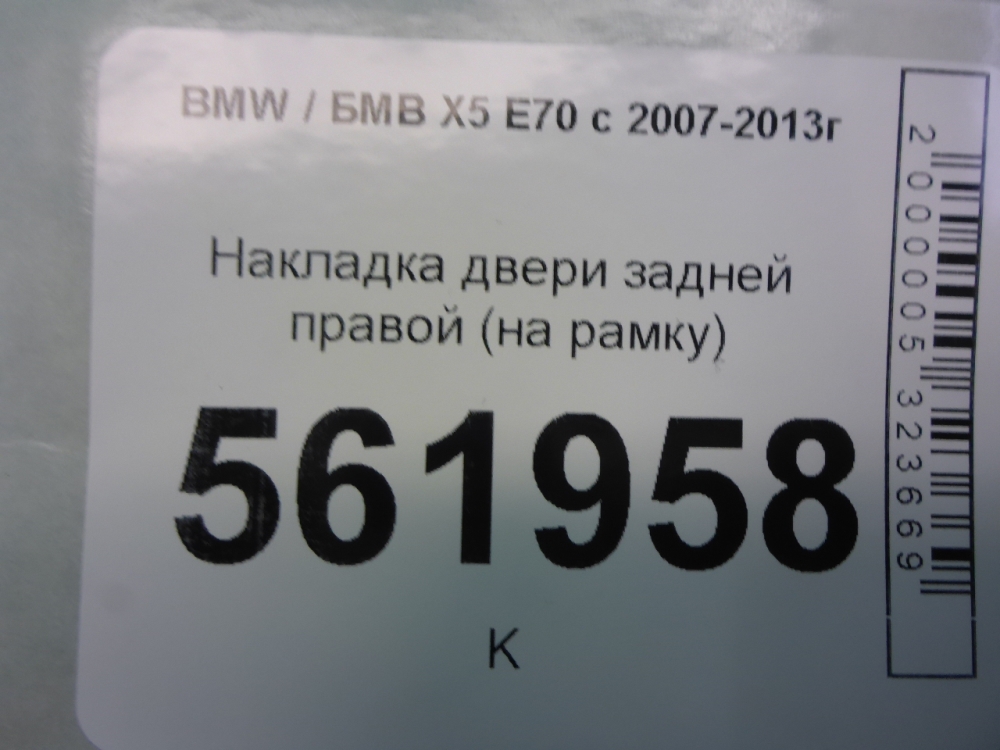 BMW / БМВ X5 E70 с 2007-2013г
Накладка двери задней
правой (на рамку)
561958
К
2000005323669